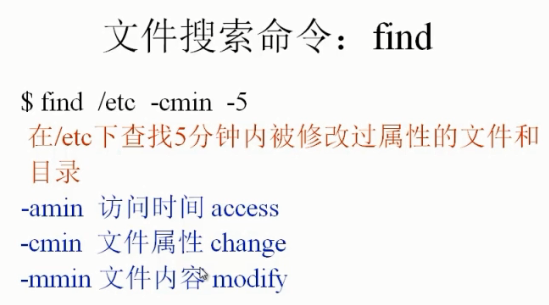 文件搜索命令：find
$ find /etc -cmin -5
在/etc下查找5分钟内被修改过属性的文件和
目录
-amin 访问时间 access
-cmin 文件属性 change
-mmin 文件内容 modify